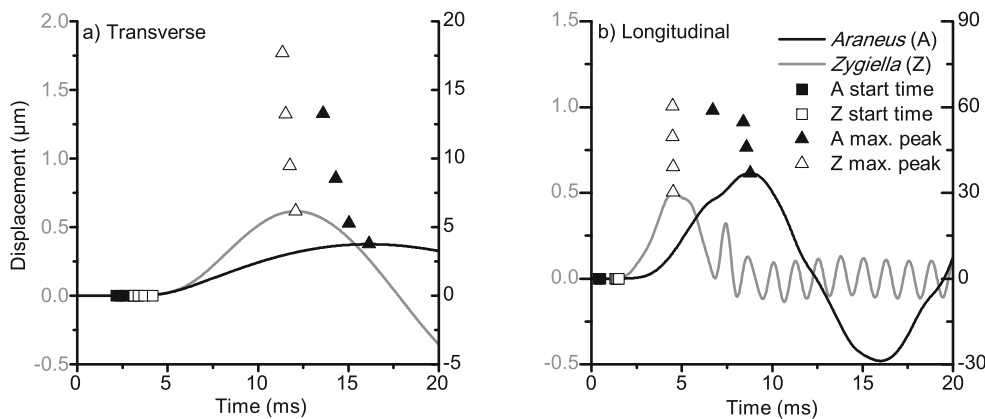 a) Transverse
2.0
1.5
1.0
0.5
0.0
-0.5
Displacement (µm)
20
15
10
5
0
-5
0 5 10 15 20
Time (ms)
b) Longitudinal
1.5
1.0
0.5
0.0
-0.5
90
60
30
0
-30
Araneus (A)
Zygiella (Z)
A start time
Z start time
A max. peak
Z max. peak
0 5 10 15 20
Time (ms)